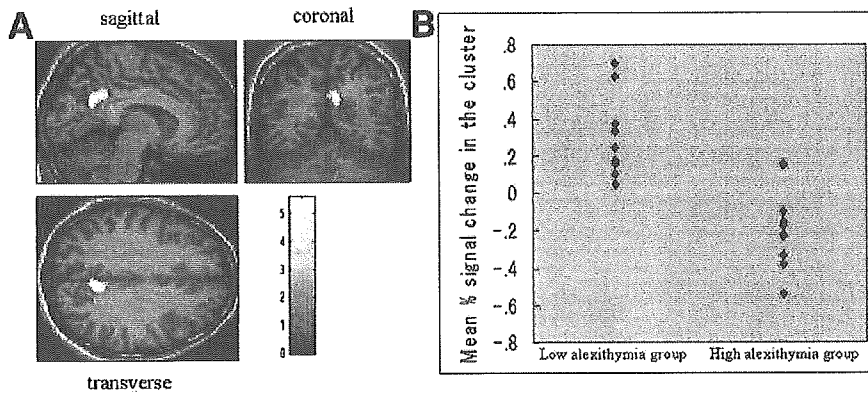 A
sagittal
coronal
transverse
5
4
3
2
1
0
B
Mean % signal change in the cluster
.8
.6
.4
.2
0
-.2
-.4
-.6
-.8
Low alexithymia group
High alexithymia group